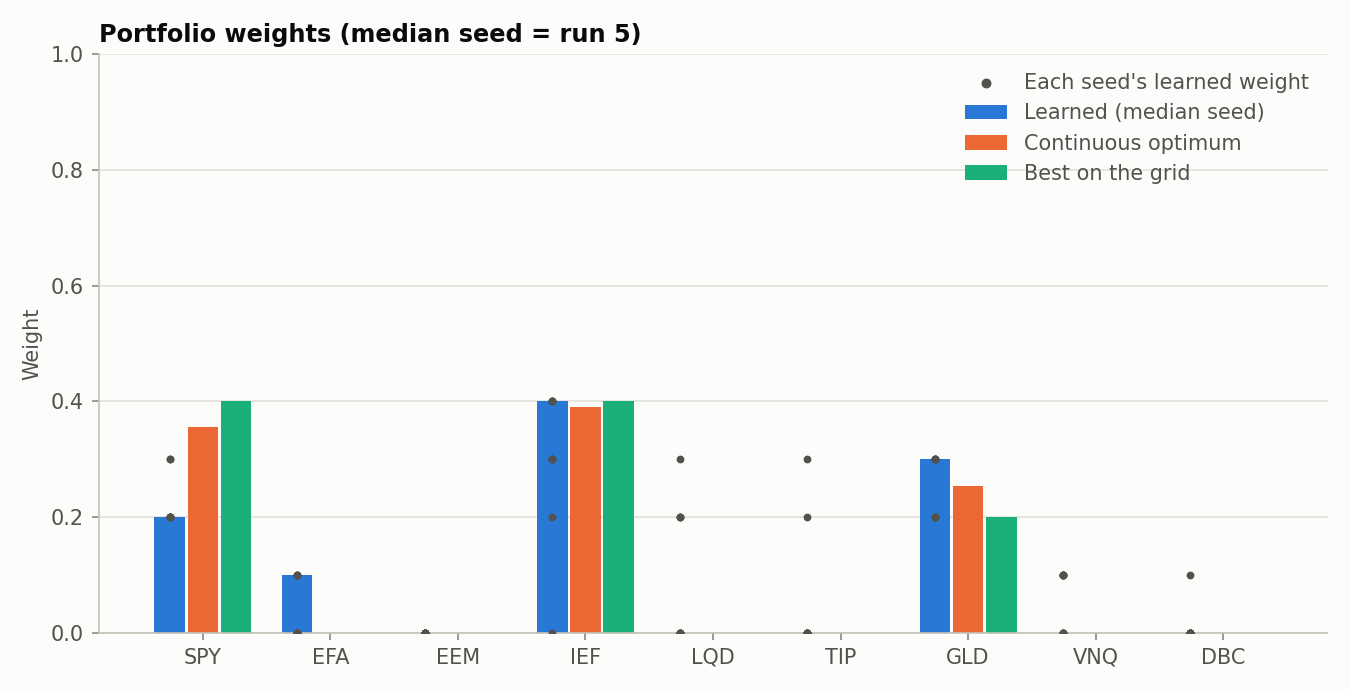 Portfolio weights (median seed = run 5)
Each seed's learned weight
Learned (median seed)
Continuous optimum
Best on the grid
Weight
1.0
0.8
0.6
0.4
0.2
0.0
SPY EFA EEM IEF LQD TIP GLD VNQ DBC